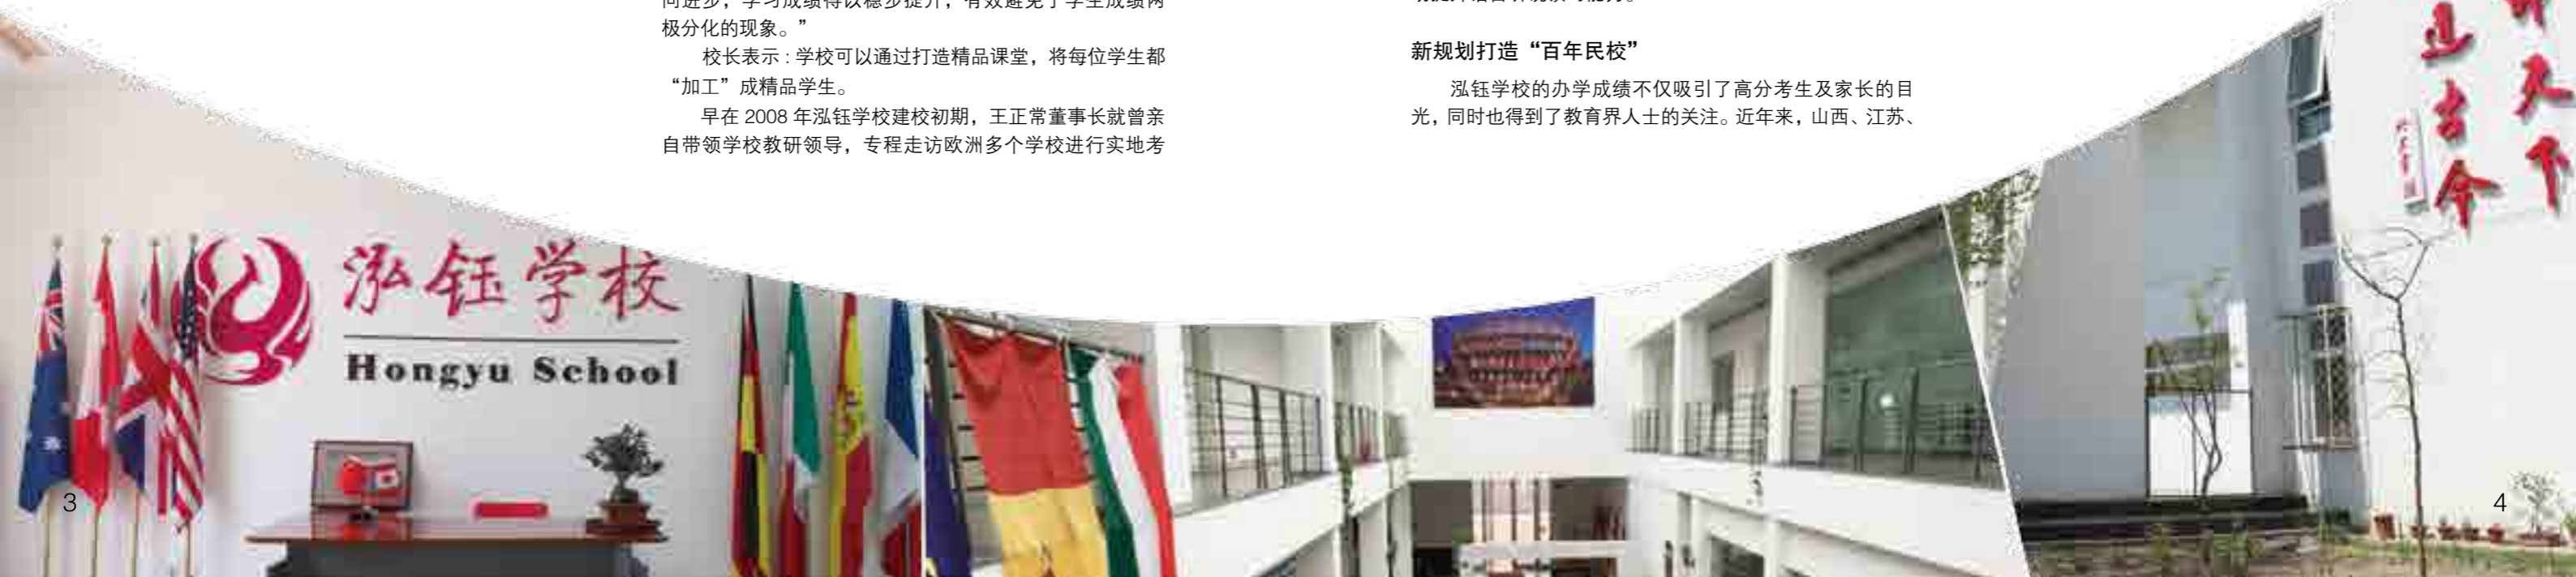 极分化的现象。”
校长表示 : 学校可以通过打造精品课堂，将每位学生都
“加工”成精品学生。
早在 2008 年泓钰学校建校初期，王正常董事长就曾亲
自带领学校教研领导，专程走访欧洲多个学校进行实地考
新规划打造“百年民校”
泓钰学校的办学成绩不仅吸引了高分考生及家长的目
光，同时也得到了教育界人士的关注。近年来，山西、江苏、
泓钰学校
Hongyu School
天下
古今
3
4